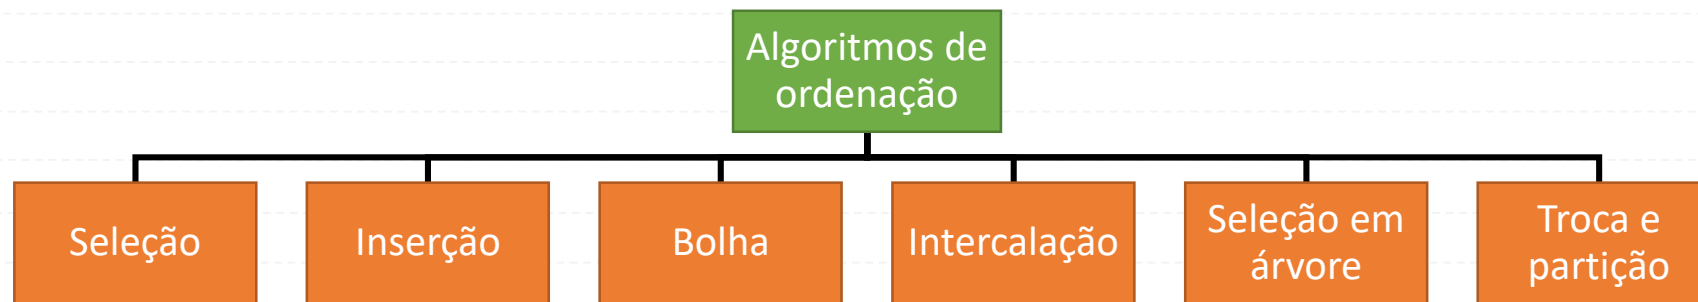 Algoritmos de
ordenação
Seleção
Inserção
Bolha
Intercalação
Seleção em
árvore
Troca e
partição